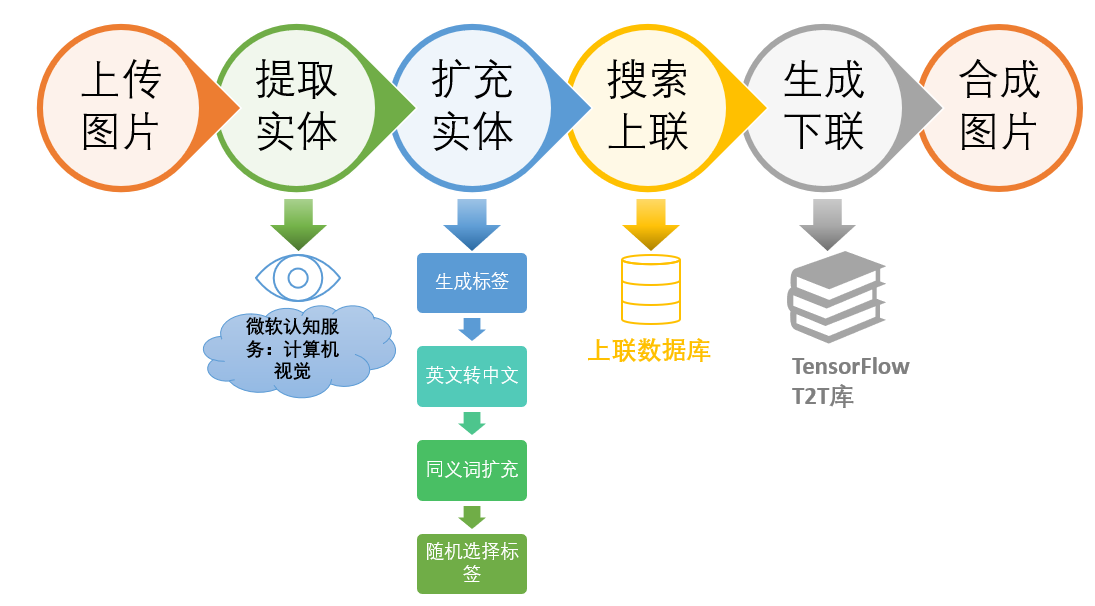 上传
图片
提取
实体
扩充
实体
搜索
上联
生成
下联
合成
图片
微软认知服
务：计算机
视觉
生成标签
英文转中文
同义词扩充
随机选择标
签
上联数据库
TensorFlow
T2T库